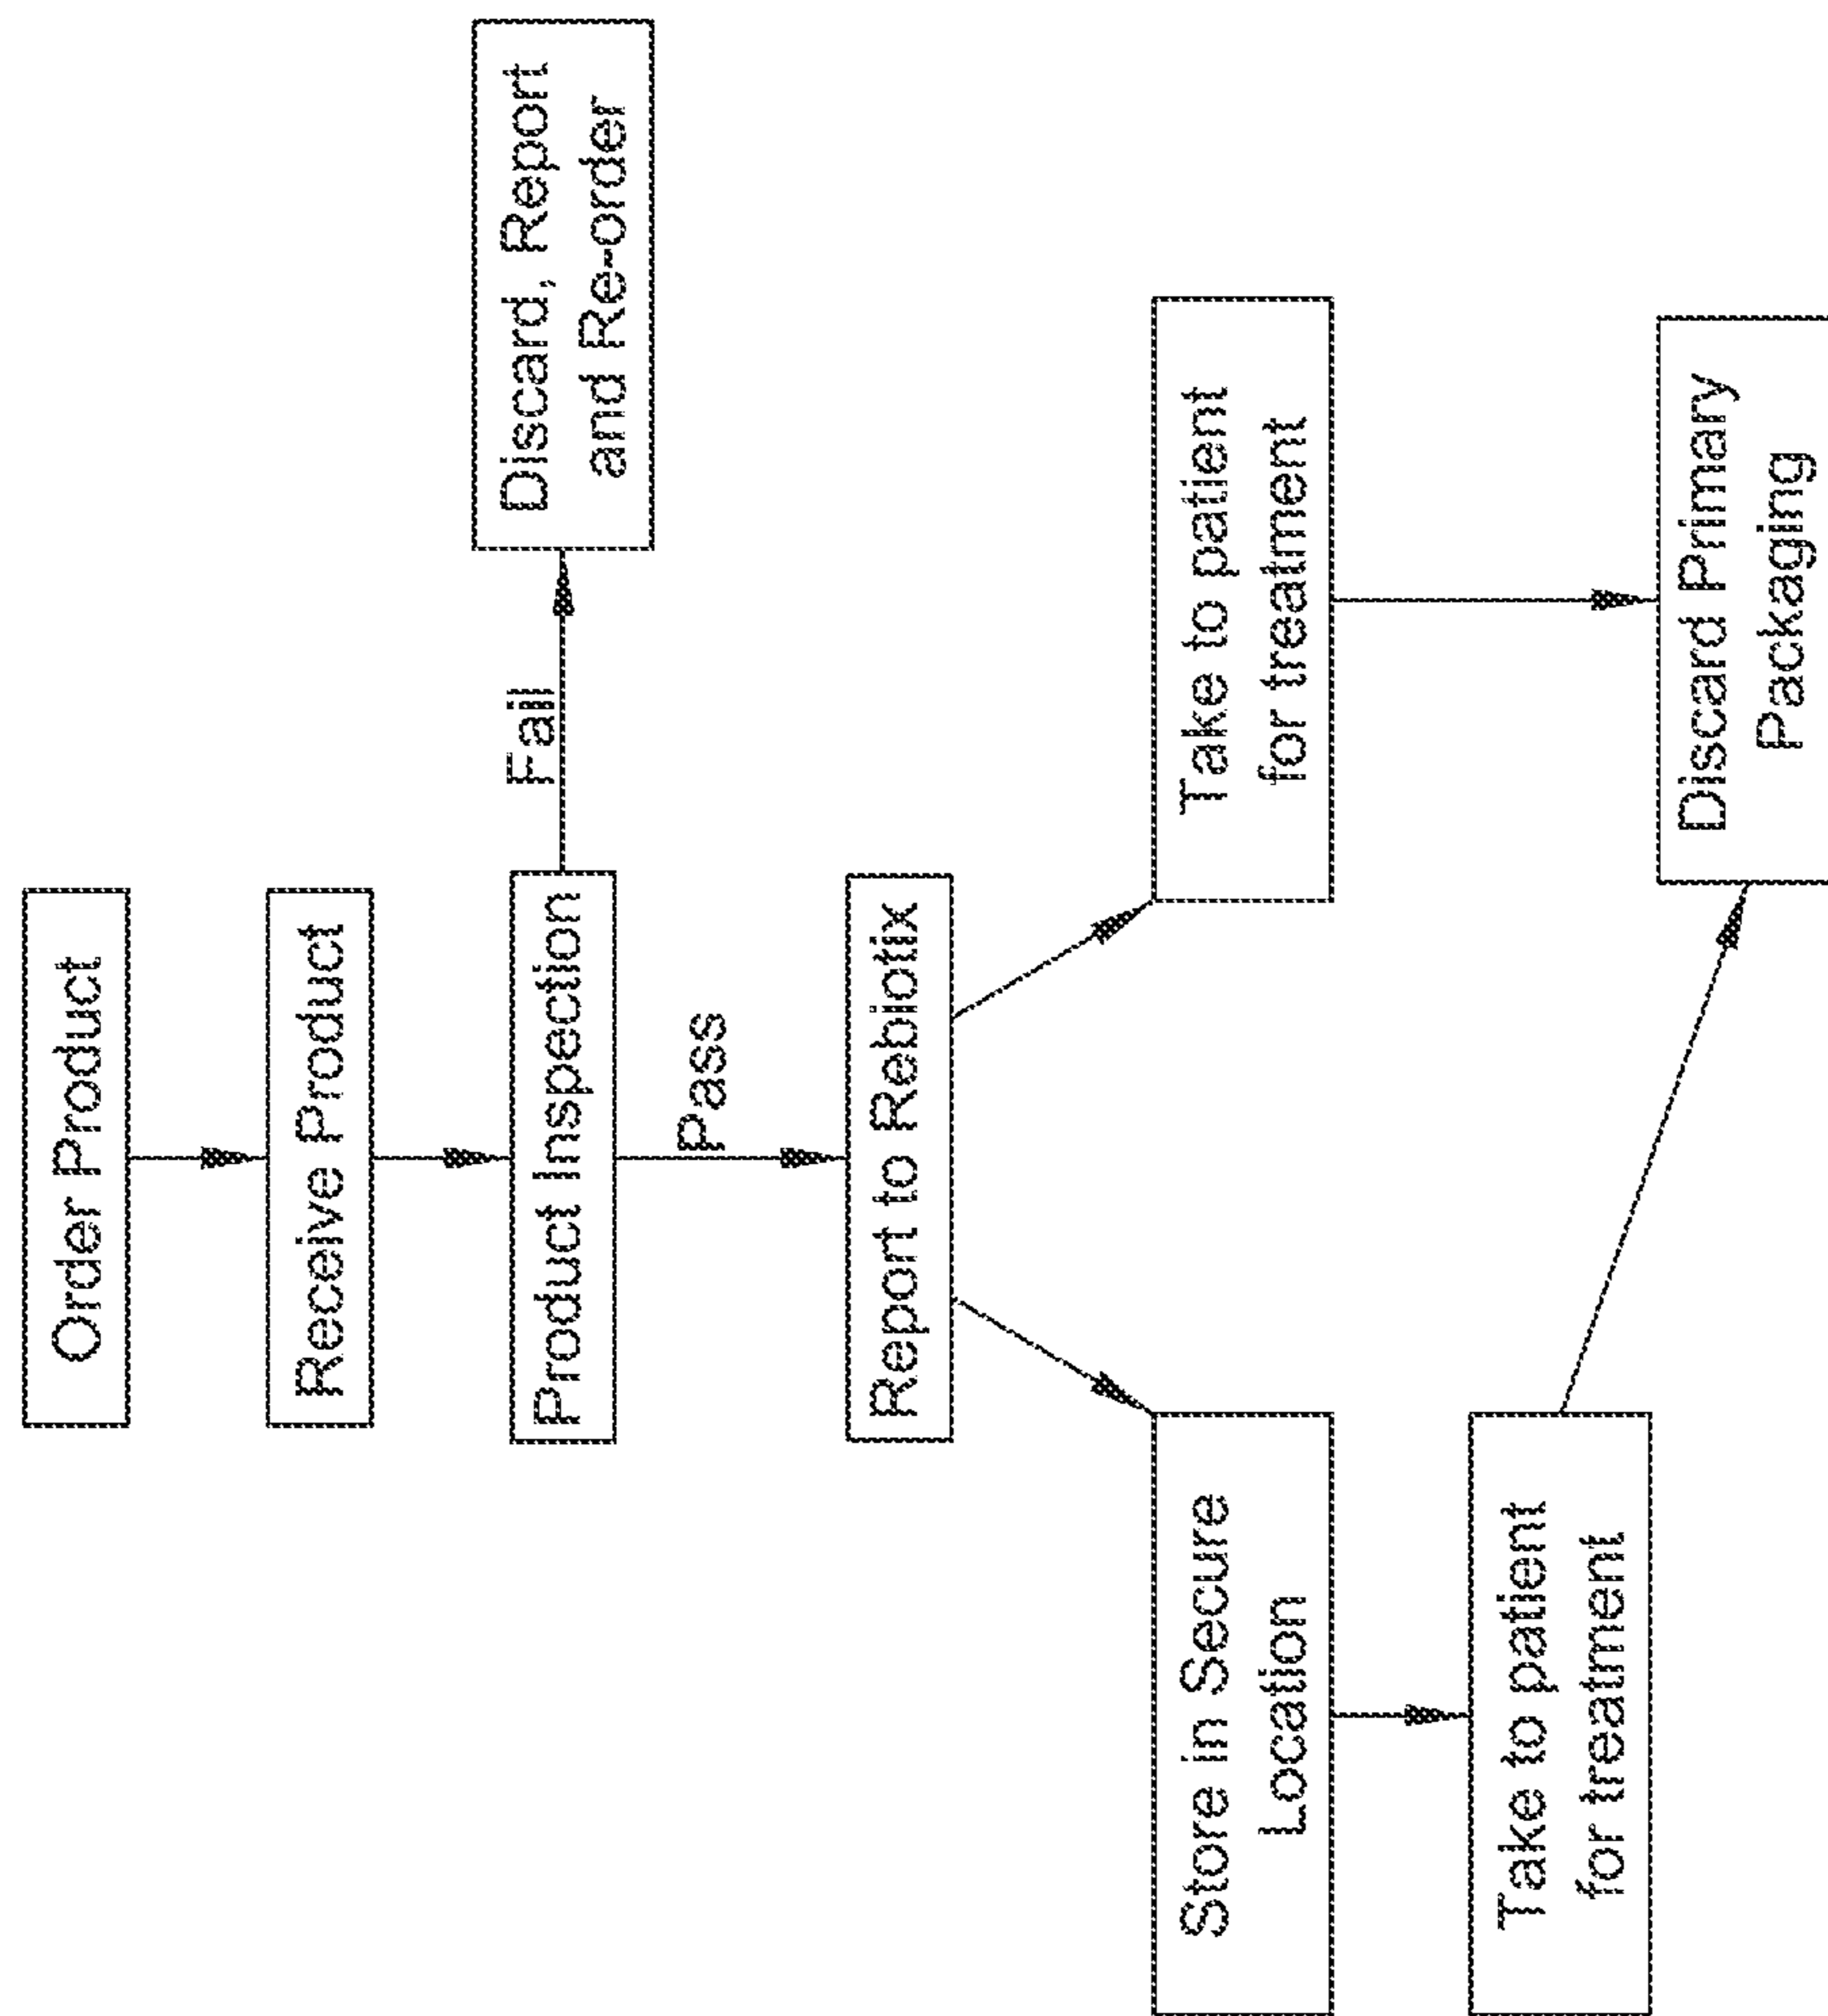 Order Product
Receive Product
Product Inspection
Fail
Discard, Report
and Re-order
Pass
Report to Rebiotix
Store in Secure
Location
Take to patient
for treatment
Take to patient
for treatment
Discard Primary
Packaging